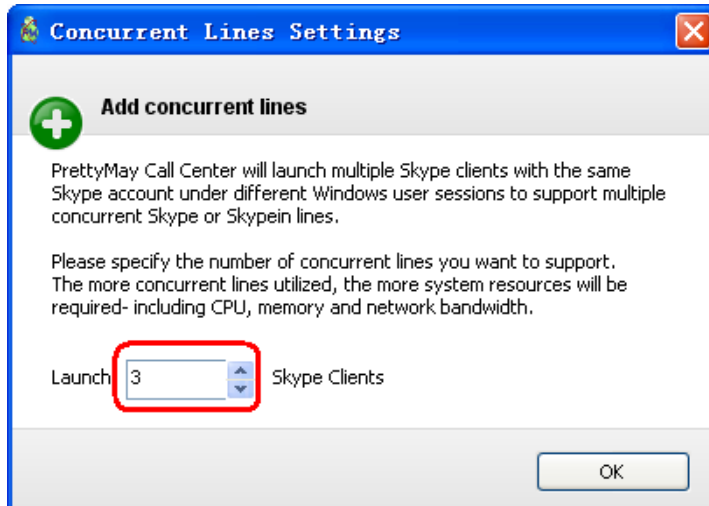 Concurrent Lines Settings
Add concurrent lines
PrettyMay Call Center will launch multiple Skype clients with the same
Skype account under different Windows user sessions to support multiple
concurrent Skype or Skypein lines.
Please specify the number of concurrent lines you want to support.
The more concurrent lines utilized, the more system resources will be
required- including CPU, memory and network bandwidth.
Launch 3 Skype Clients
OK